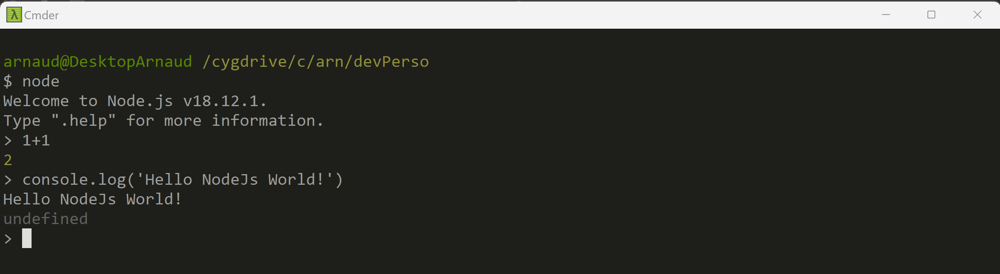 λ Cmder
arnaud@DesktopArnaud /cygdrive/c/arn/devPerso
$ node
Welcome to Node.js v18.12.1.
Type ".help" for more information.
> 1+1
2
> console.log('Hello NodeJs World!')
Hello NodeJs World!
undefined
>